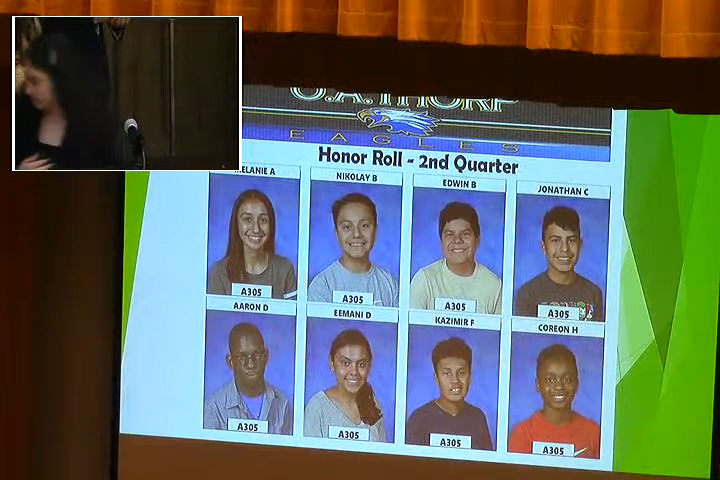 O.A. THORP
EAGLES
Honor Roll - 2nd Quarter
MELANIE A
NIKOLAY B
EDWIN B
JONATHAN C
A305
A305
A305
A305
AARON D
EEMANI D
KAZIMIR F
COREON H
A305
A305
A305
A305